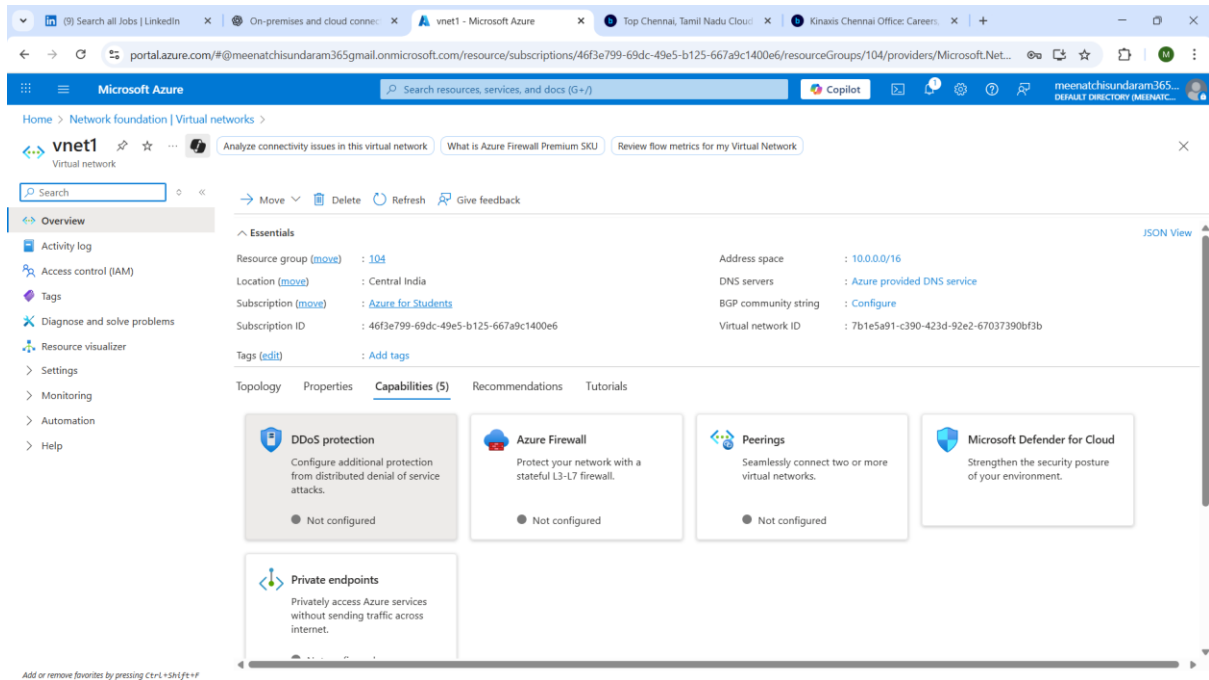 (9) Search all Jobs | LinkedIn
On-premises and cloud connec
vnet1 - Microsoft Azure
Top Chennai, Tamil Nadu Cloud
Kinaxis Chennai Office: Careers,
portal.azure.com/#@meenatchisundaram365gmail.onmicrosoft.com/resource/subscriptions/46f3e799-69dc-49e5-b125-667a9c1400e6/resourceGroups/104/providers/Microsoft.Net...
M
Microsoft Azure
Search resources, services, and docs (G+/)
Copilot
1
meenatchisundaram365...
DEFAULT DIRECTORY (MEENATC...
Home > Network foundation | Virtual networks >
vnet1
Virtual network
Analyze connectivity issues in this virtual network
What is Azure Firewall Premium SKU
Review flow metrics for my Virtual Network
Search
Overview
Activity log
Access control (IAM)
Tags
Diagnose and solve problems
Resource visualizer
Settings
Monitoring
Automation
Help
Move
Delete
Refresh
Give feedback
Essentials
JSON View
Resource group (move) : 104
Location (move) : Central India
Subscription (move) : Azure for Students
Subscription ID : 46f3e799-69dc-49e5-b125-667a9c1400e6
Tags (edit) : Add tags
Address space : 10.0.0.0/16
DNS servers : Azure provided DNS service
BGP community string : Configure
Virtual network ID : 7b1e5a91-c390-423d-92e2-67037390bf3b
Topology
Properties
Capabilities (5)
Recommendations
Tutorials
DDoS protection
Configure additional protection
from distributed denial of service
attacks.
Not configured
Azure Firewall
Protect your network with a
stateful L3-L7 firewall.
Not configured
Peerings
Seamlessly connect two or more
virtual networks.
Not configured
Microsoft Defender for Cloud
Strengthen the security posture
of your environment.
Private endpoints
Privately access Azure services
without sending traffic across
internet.
Add or remove favorites by pressing Ctrl+Shift+F